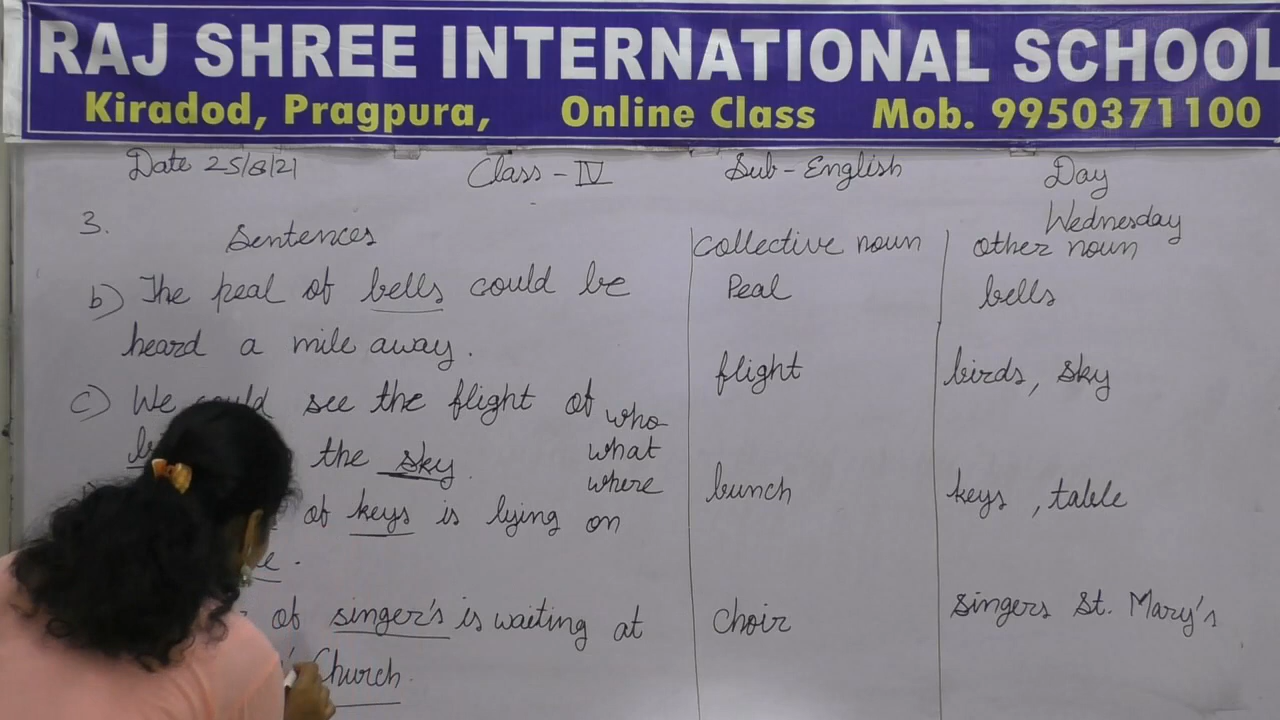 RAJ SHREE INTERNATIONAL SCHOOL
Kiradod, Pragpura, Online Class Mob. 9950371100
Date 25/8/21 Class - IV Sub - English Day
Wednesday
3. Sentences collective noun other noun
b) The peal of bells could be Peal bells
heard a mile away.
c) We could see the flight of flight birds, sky
who
the sky. what
where
of keys is lying on bunch keys, table
of singer's is waiting at choir Singers St. Mary's
Church.